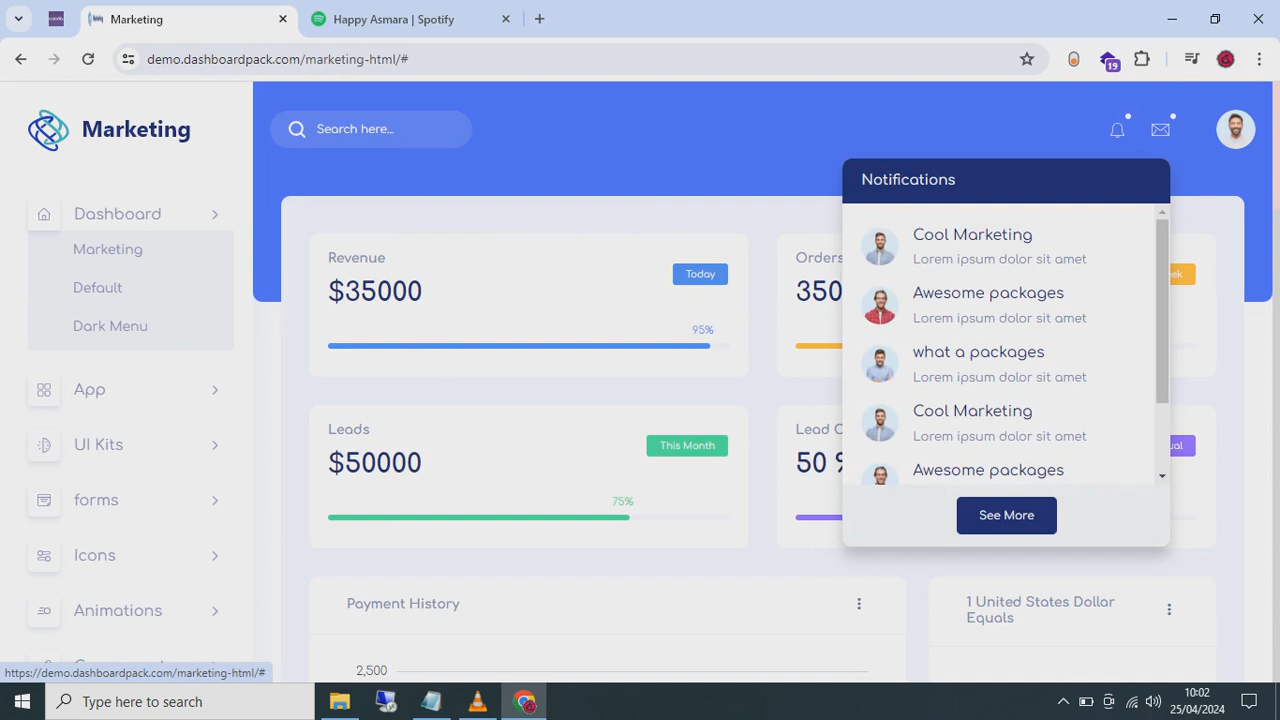 Marketing
Happy Asmara | Spotify
demo.dashboardpack.com/marketing-html/#
19
Marketing
Search here...
Notifications
Cool Marketing
Lorem ipsum dolor sit amet
Awesome packages
Lorem ipsum dolor sit amet
what a packages
Lorem ipsum dolor sit amet
Cool Marketing
Lorem ipsum dolor sit amet
Awesome packages
See More
Dashboard
Marketing
Default
Dark Menu
App
UI Kits
forms
Icons
Animations
Revenue
$35000
Today
95%
Orders
350
Leads
$50000
This Month
75%
50 %
Payment History
2,500
1 United States Dollar
Equals
https://demo.dashboardpack.com/marketing-html/#
Type here to search
10:02
25/04/2024